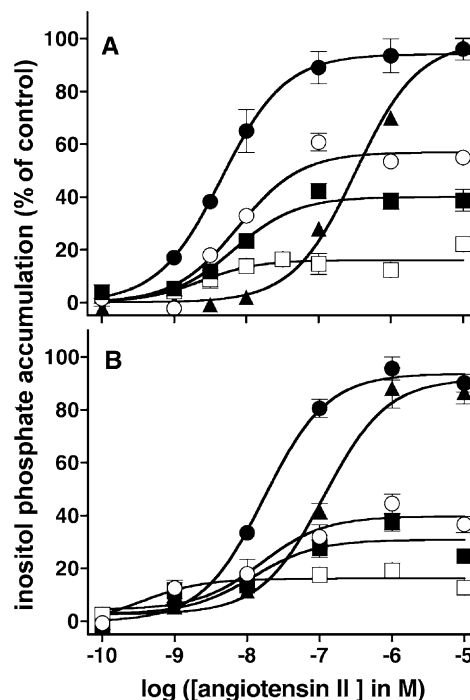 inositol phosphate accumulation (% of control)
A
100
80
60
40
20
0
B
100
80
60
40
20
0
-10 -9 -8 -7 -6 -5
log ([angiotensin II ] in M)